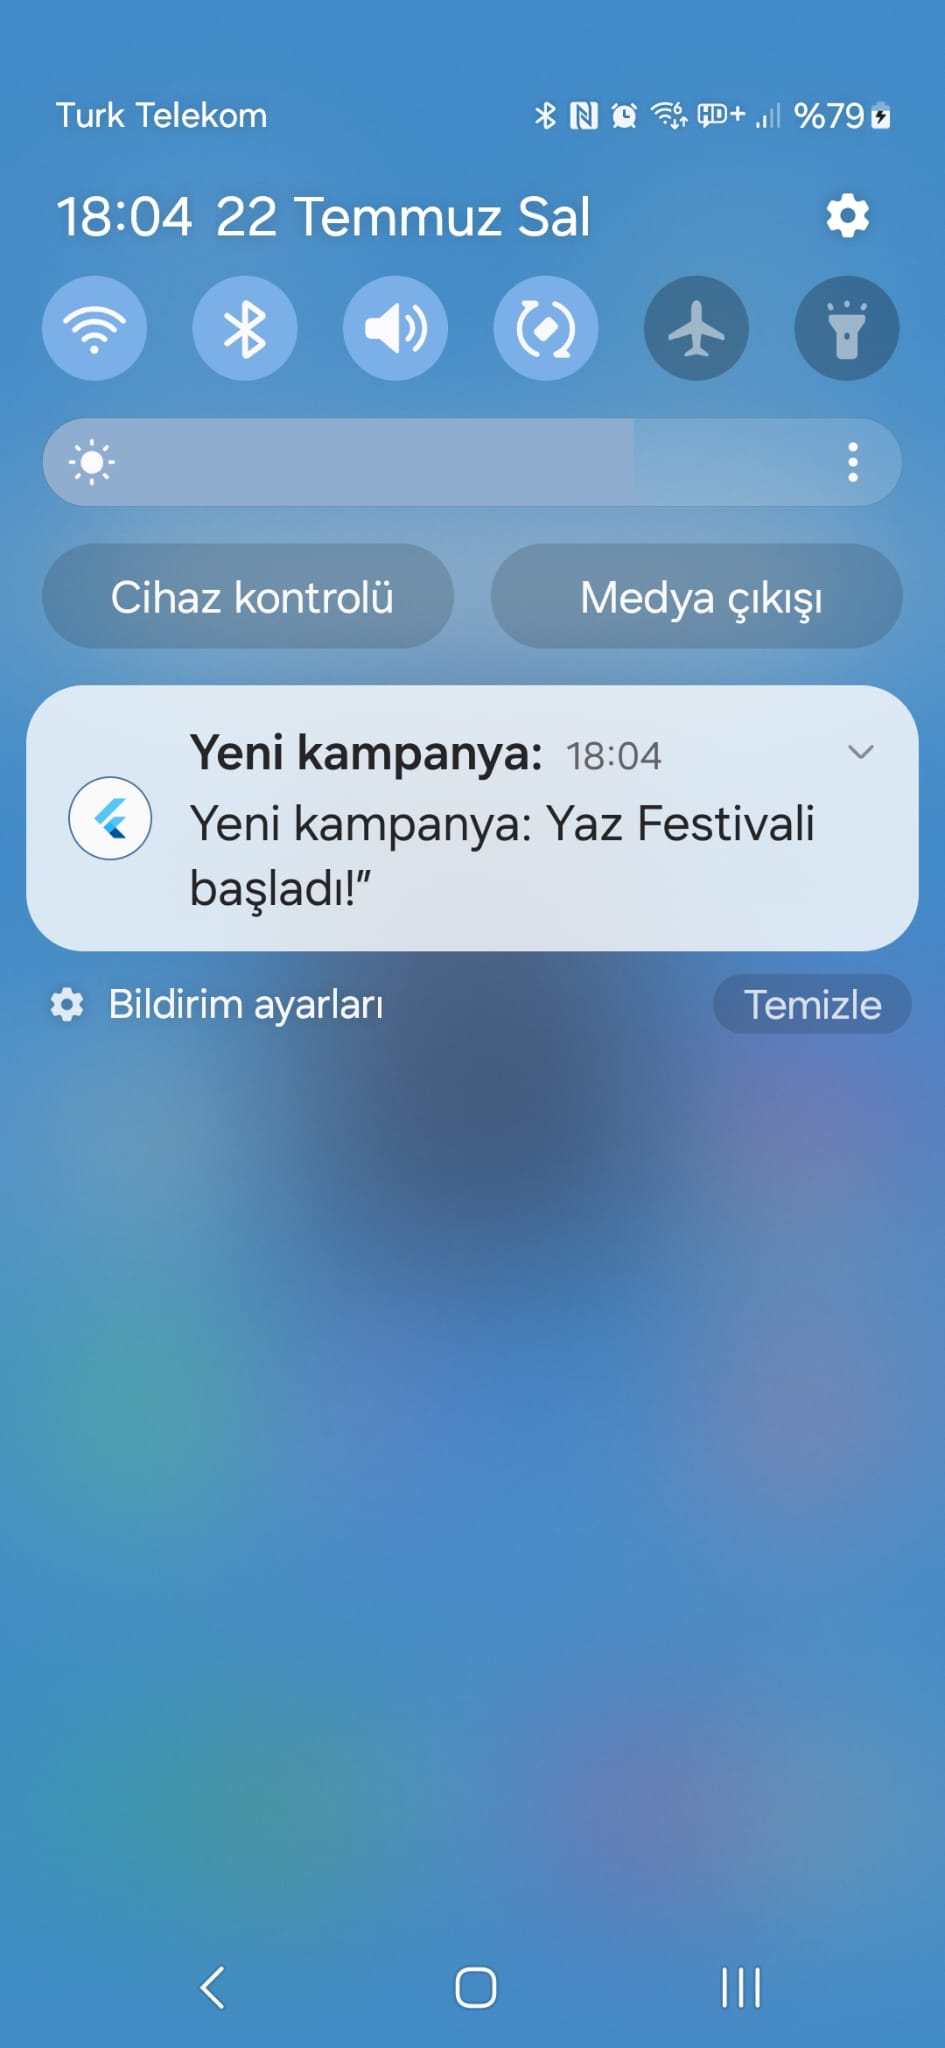 Turk Telekom
%79
18:04 22 Temmuz Sal
Cihaz kontrolü
Medya çıkışı
Yeni kampanya: 18:04
Yeni kampanya: Yaz Festivali
başladı!”
Bildirim ayarları
Temizle